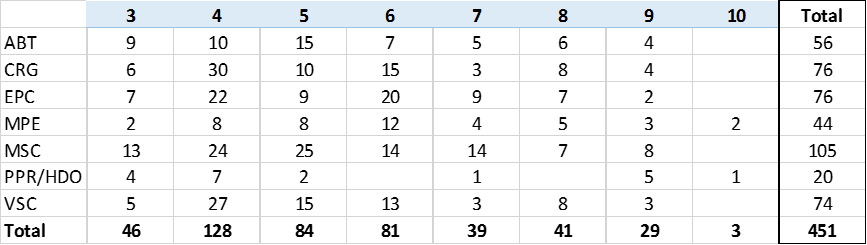 3 4 5 6 7 8 9 10 Total
ABT 9 10 15 7 5 6 4 56
CRG 6 30 10 15 3 8 4 76
EPC 7 22 9 20 9 7 2 76
MPE 2 8 8 12 4 5 3 2 44
MSC 13 24 25 14 14 7 8 105
PPR/HDO 4 7 2 1 5 1 20
VSC 5 27 15 13 3 8 3 74
Total 46 128 84 81 39 41 29 3 451